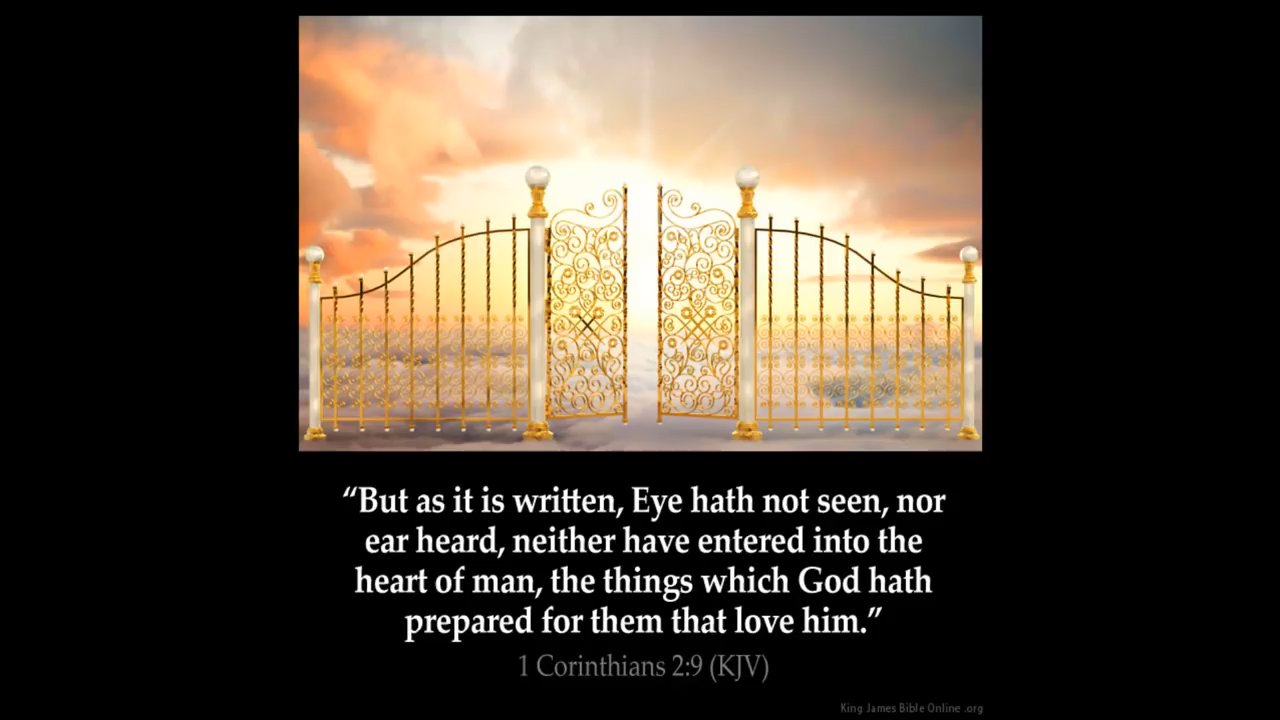 “But as it is written, Eye hath not seen, nor
ear heard, neither have entered into the
heart of man, the things which God hath
prepared for them that love him.”
1 Corinthians 2:9 (KJV)
King James Bible Online .org